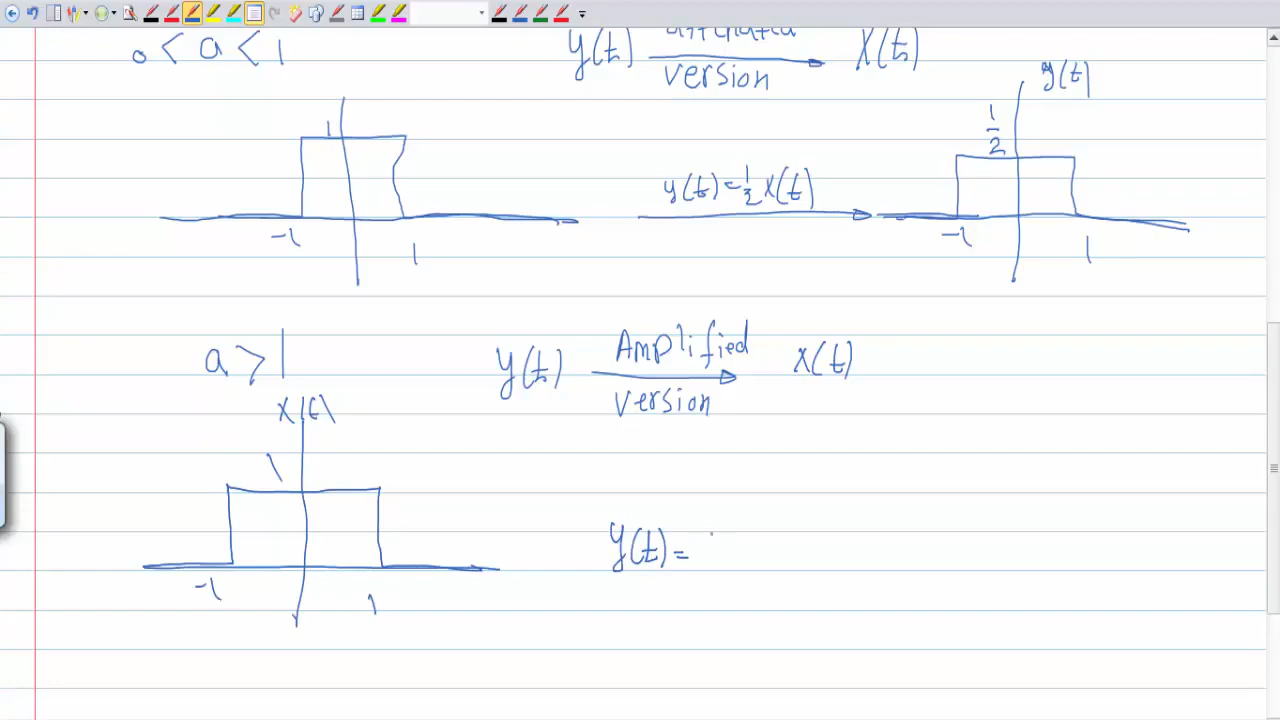 0 < a < 1
y(t) version x(t)
y(t)
1
1/2
y(t) = 1/2 x(t)
-1 1
-1 1
a > 1 y(t) Amplified version x(t)
x(t)
1
y(t) =
-1 1